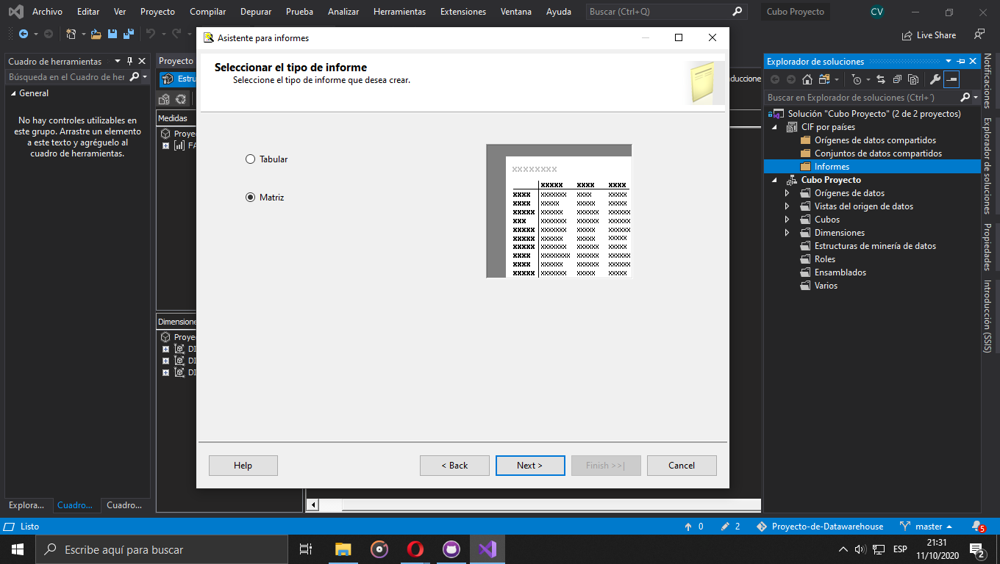 Archivo Editar Ver Proyecto Compilar Depurar Prueba Analizar Herramientas Extensiones Ventana Ayuda Buscar (Ctrl+Q) Cubo Proyecto CV
Live Share
Cuadro de herramientas
Búsqueda en el Cuadro de her
General
No hay controles utilizables en
este grupo. Arrastre un elemento
a este texto y agréguelo al
cuadro de herramientas.
Explora... Cuadro... Cuadro...
Proyecto
Estru
Medidas
Proye
FA
Dimensione
Proye
DI
DI
DI
duccione
Asistente para informes
Seleccionar el tipo de informe
Seleccione el tipo de informe que desea crear.
Tabular
Matriz
XXXXXXXX
XXXXX XXXX XXXX
XXXX XXXXXXX XXXX XXXXX
XXXX XXXXX XXXXX XXXXX
XXXXX XXXXXX XXXXXX XXXXXX
XXX XXXXXXX XXXXXX XXXXXX
XXXXX XXXXXXX XXXXXX XXXXXX
XXXXX XXXXXX XXXXX XXXXX
XXXXX XXXXXXX XXXXXX XXXXX
XXXX XXXXXXXX XXXXXX XXXXXX
XXXX XXXXXX XXXXXX XXXXXX
XXXXX XXXXXXX XXXXX XXXXX
Help < Back Next > Finish >>| Cancel
Explorador de soluciones
Buscar en Explorador de soluciones (Ctrl+´)
Solución "Cubo Proyecto" (2 de 2 proyectos)
CIF por países
Orígenes de datos compartidos
Conjuntos de datos compartidos
Informes
Cubo Proyecto
Orígenes de datos
Vistas del origen de datos
Cubos
Dimensiones
Estructuras de minería de datos
Roles
Ensamblados
Varios
Notificaciones
Explorador de soluciones
Propiedades
Introducción (SSIS)
Listo 0 2 Proyecto-de-Datawarehouse master 5
Escribe aquí para buscar
ESP
21:31
11/10/2020
2